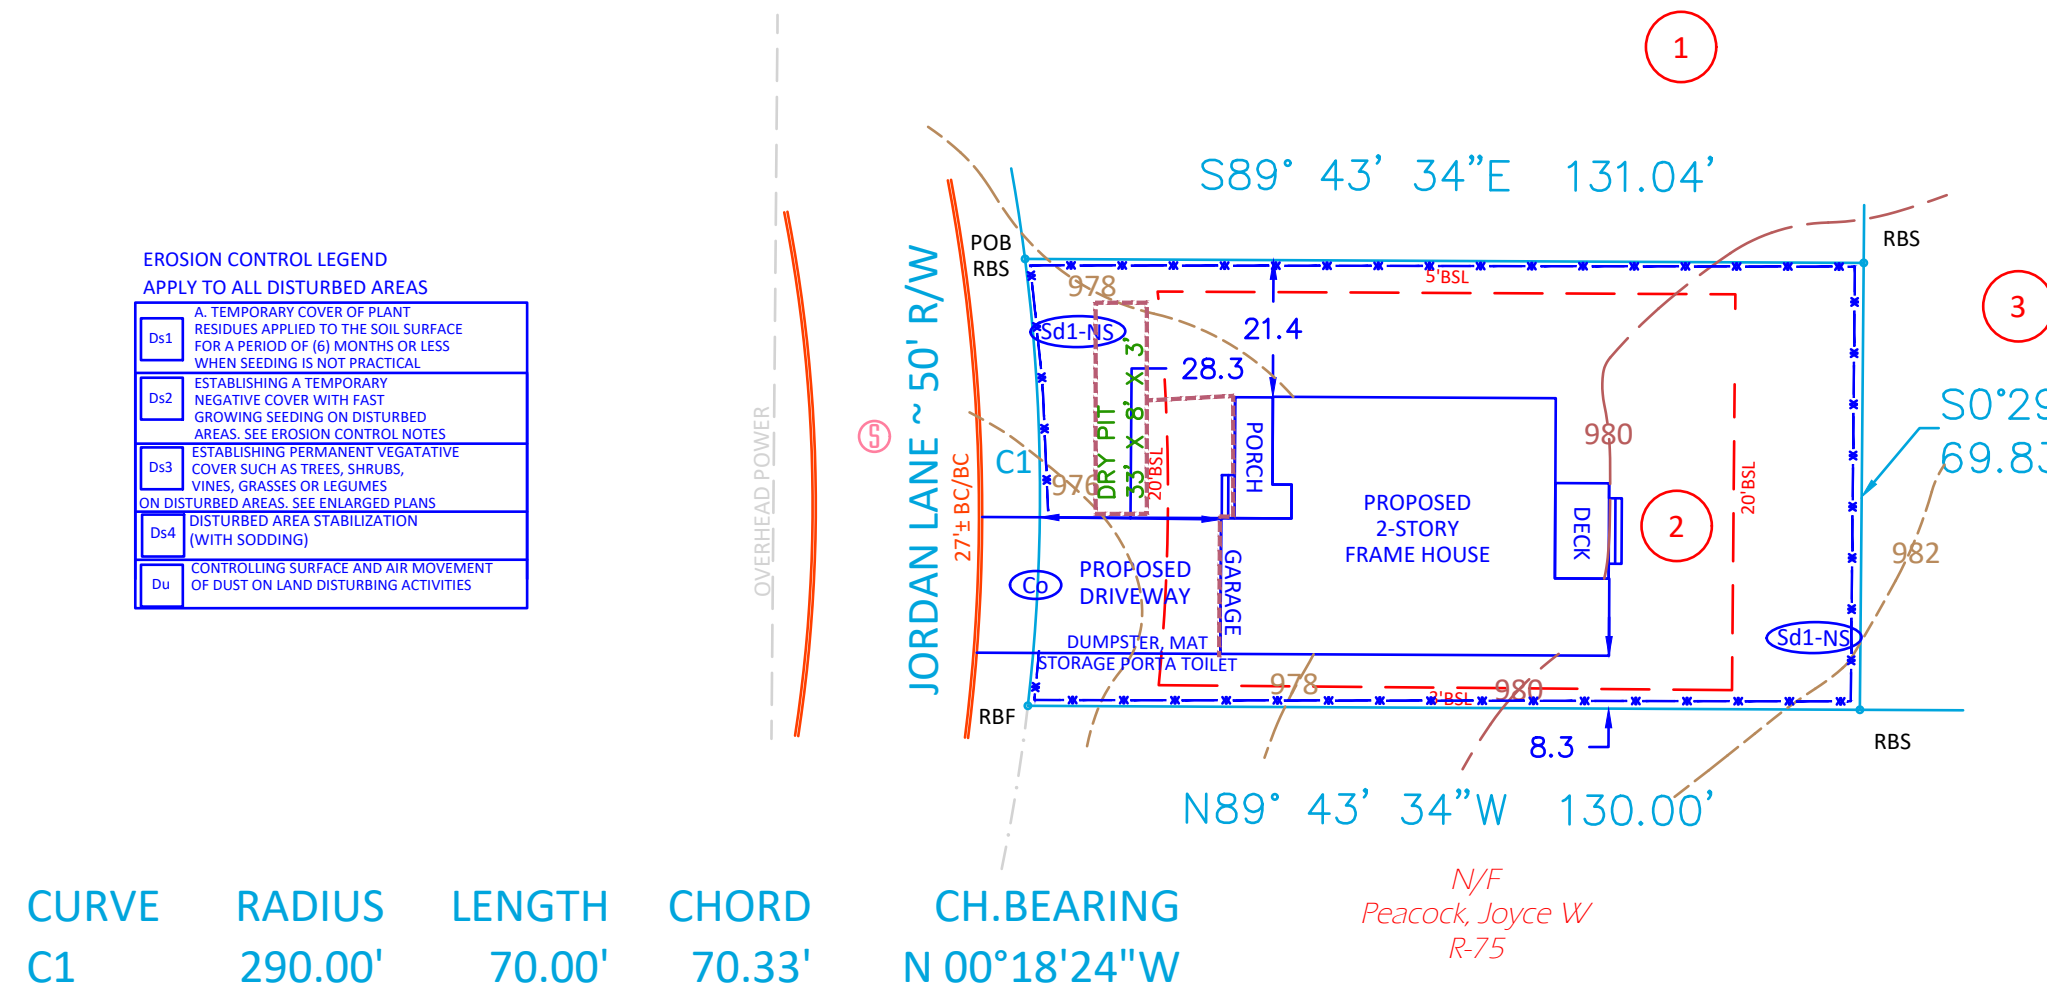 1
S89° 43’ 34”E 131.04’
POB
RBS
RBS
EROSION CONTROL LEGEND
APPLY TO ALL DISTURBED AREAS
Ds1
A. TEMPORARY COVER OF PLANT
RESIDUES APPLIED TO THE SOIL SURFACE
FOR A PERIOD OF (6) MONTHS OR LESS
WHEN SEEDING IS NOT PRACTICAL
Ds2
ESTABLISHING A TEMPORARY
NEGATIVE COVER WITH FAST
GROWING SEEDING ON DISTURBED
AREAS. SEE EROSION CONTROL NOTES
Ds3
ESTABLISHING PERMANENT VEGATATIVE
COVER SUCH AS TREES, SHRUBS,
VINES, GRASSES OR LEGUMES
ON DISTURBED AREAS. SEE ENLARGED PLANS
Ds4
DISTURBED AREA STABILIZATION
(WITH SODDING)
Du
CONTROLLING SURFACE AND AIR MOVEMENT
OF DUST ON LAND DISTURBING ACTIVITIES
OVERHEAD POWER
S
JORDAN LANE ~ 50' R/W
27'± BC/BC
978
5'BSL
3
Sd1-NS
21.4
28.3
DRY PIT
33' X 8' X 3'
20'BSL
C1
976
PORCH
PROPOSED
2-STORY
FRAME HOUSE
DECK
980
2
20'BSL
S0°29
69.83
982
Co
PROPOSED
DRIVEWAY
GARAGE
DUMPSTER, MAT
STORAGE PORTA TOILET
Sd1-NS
978
980
'BSL
RBF
RBS
8.3
N89° 43’ 34”W 130.00’
N/F
Peacock, Joyce W
R-75
CURVE RADIUS LENGTH CHORD CH.BEARING
C1 290.00' 70.00' 70.33' N 00°18'24"W